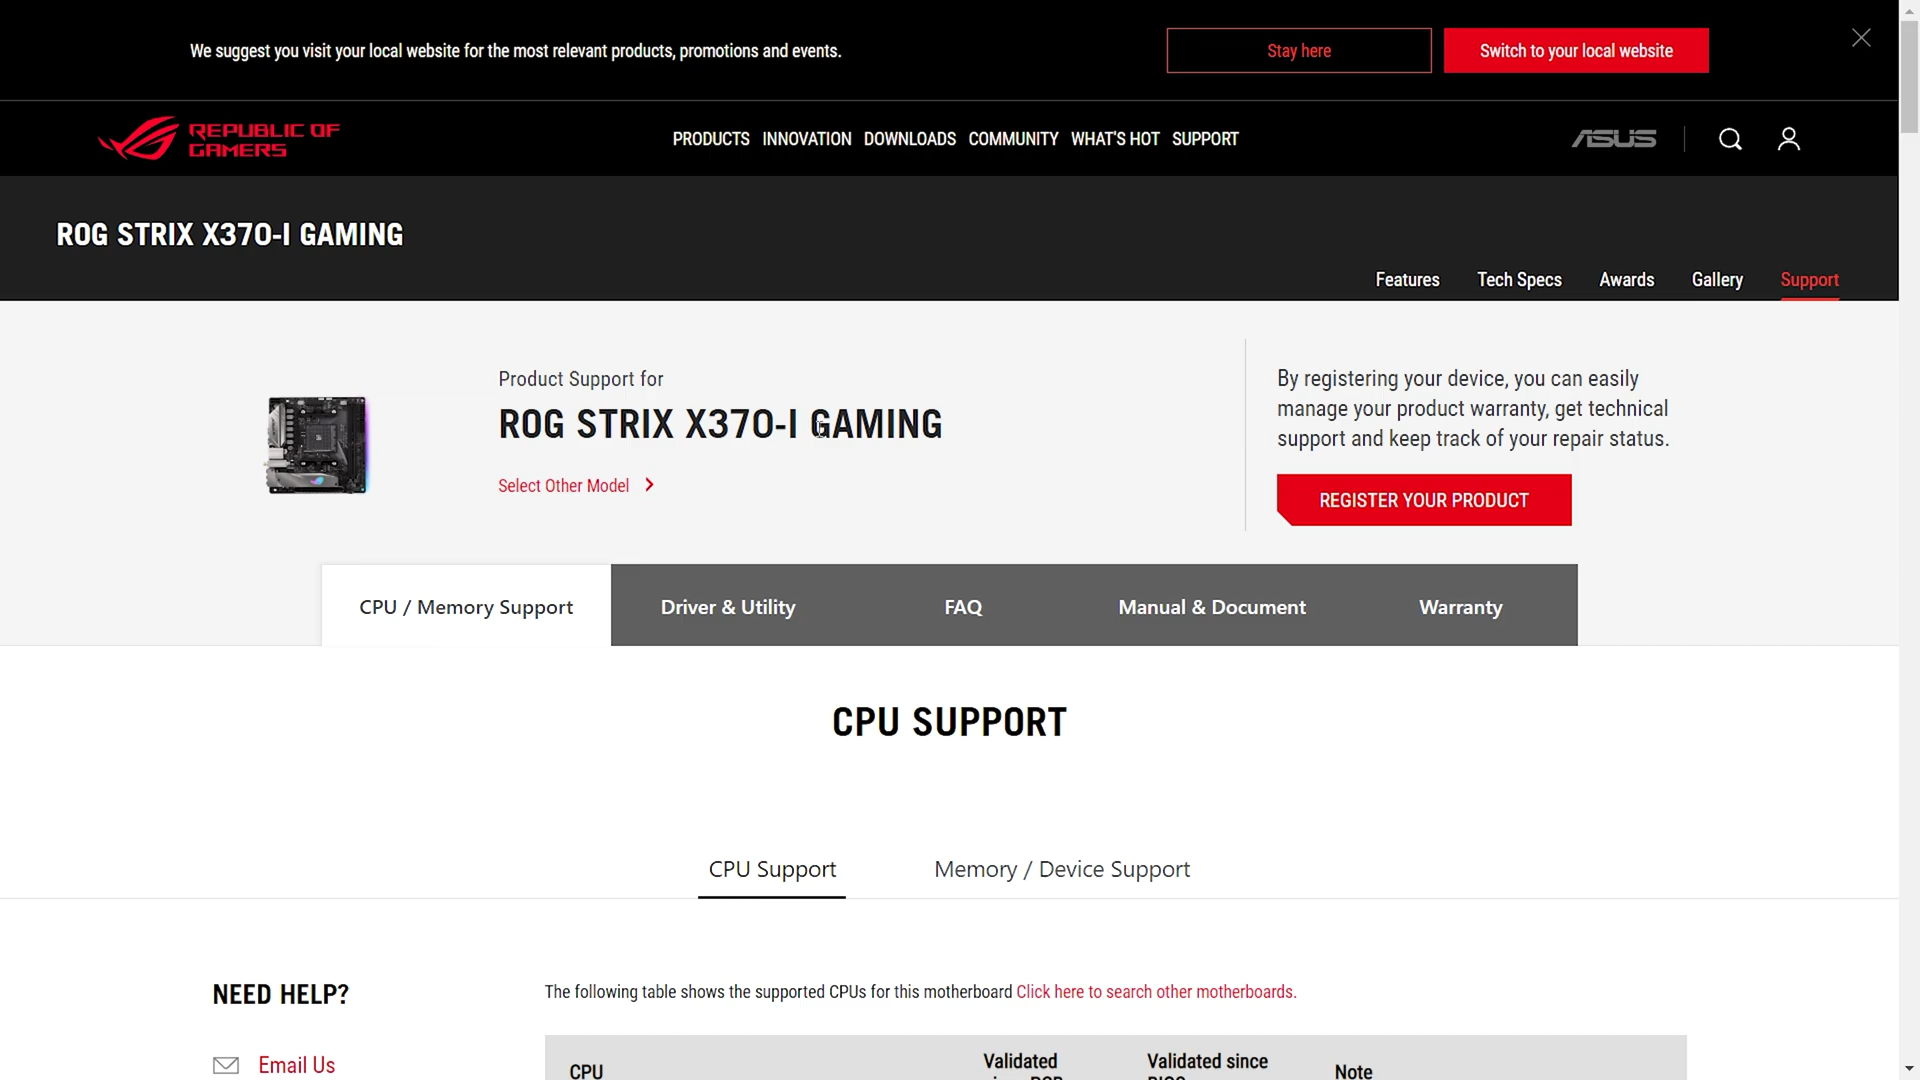 We suggest you visit your local website for the most relevant products, promotions and events.
Stay here
Switch to your local website
REPUBLIC OF
GAMERS
PRODUCTS INNOVATION DOWNLOADS COMMUNITY WHAT'S HOT SUPPORT
ASUS
ROG STRIX X370-I GAMING
Features Tech Specs Awards Gallery Support
Product Support for
ROG STRIX X370-I GAMING
Select Other Model
By registering your device, you can easily
manage your product warranty, get technical
support and keep track of your repair status.
REGISTER YOUR PRODUCT
CPU / Memory Support Driver & Utility FAQ Manual & Document Warranty
CPU SUPPORT
CPU Support Memory / Device Support
NEED HELP?
Email Us
The following table shows the supported CPUs for this motherboard Click here to search other motherboards.
CPU Validated Validated since Note